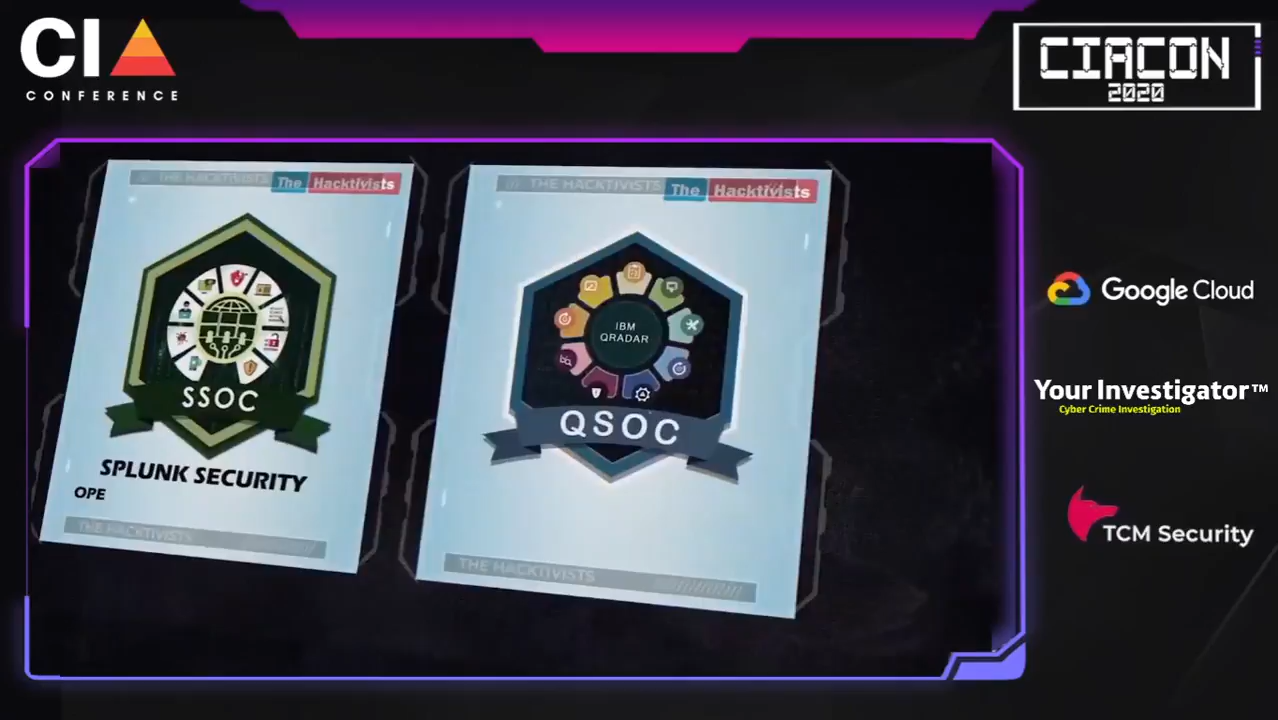 CIA
CONFERENCE
CIACON
2020
THE HACKTIVISTS
The Hacktivists
SSOC
SPLUNK SECURITY
OPE
THE HACKTIVISTS
THE HACKTIVISTS
The Hacktivists
IBM
QRADAR
QSOC
THE HACKTIVISTS
Google Cloud
Your Investigator™
Cyber Crime Investigation
TCM Security